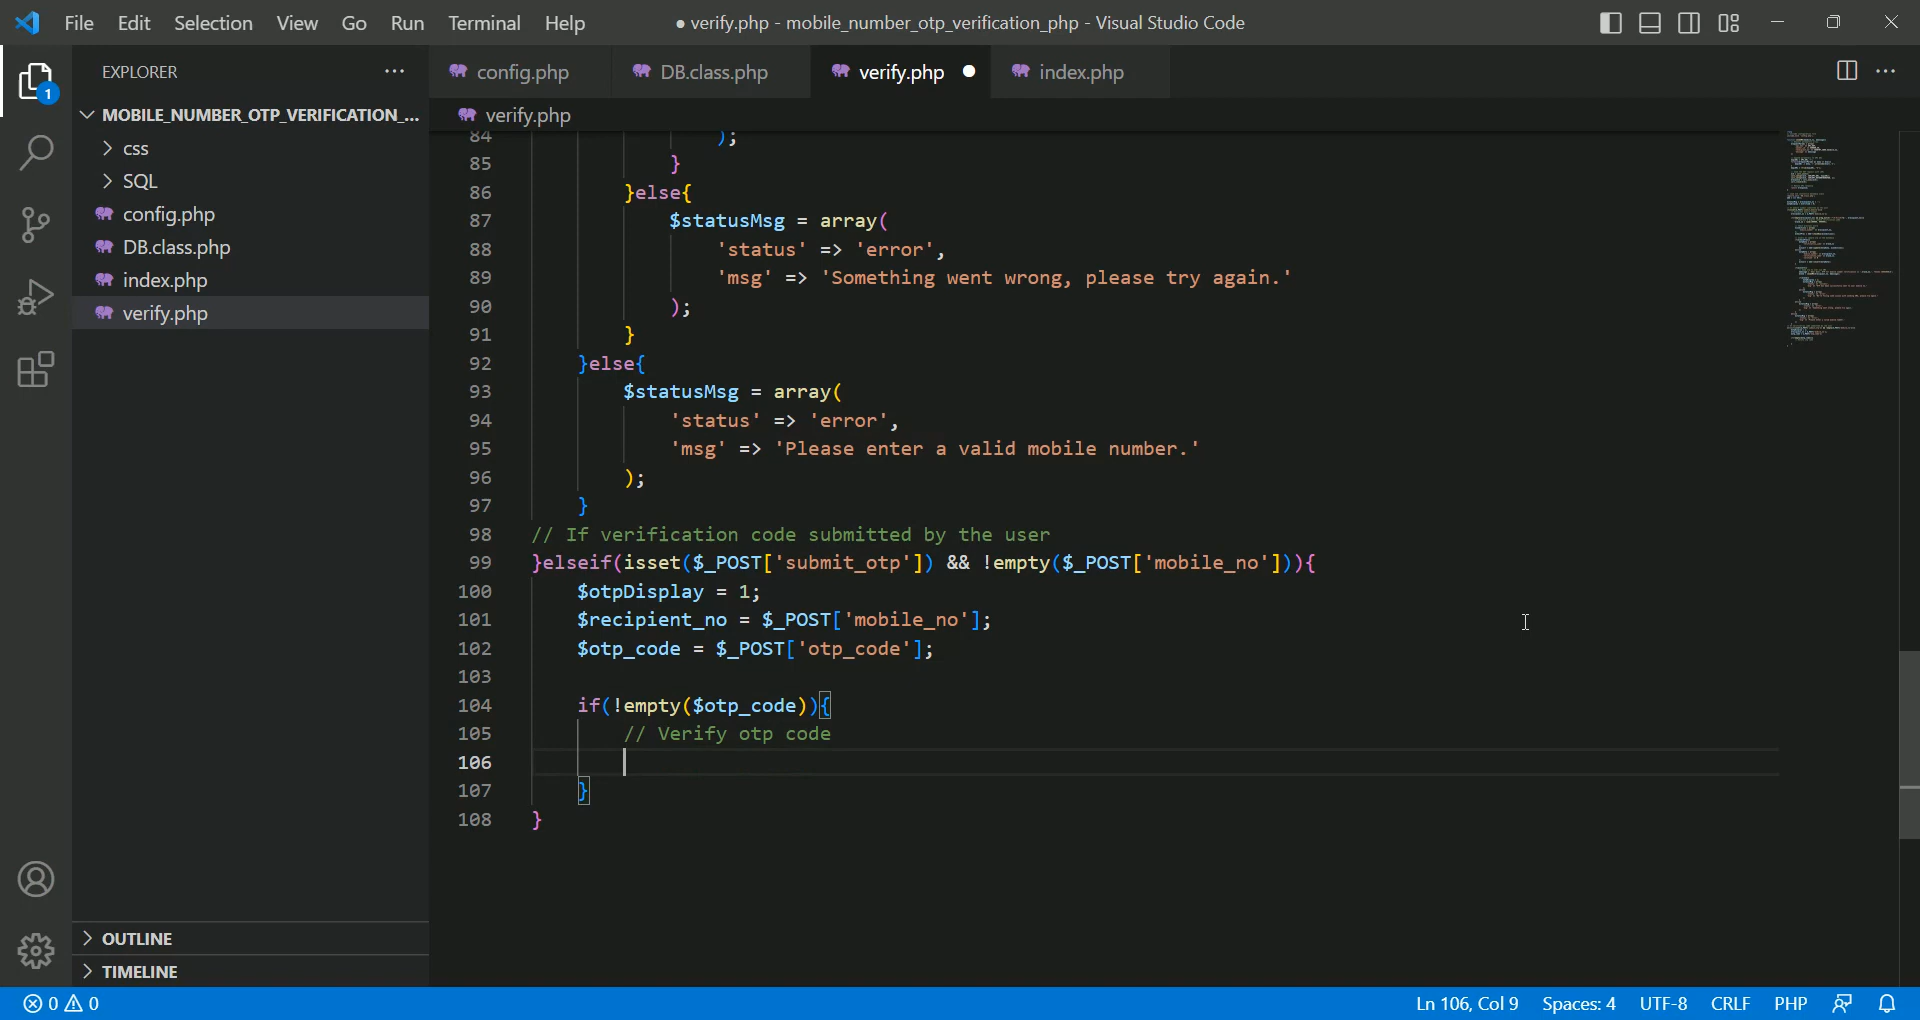 File Edit Selection View Go Run Terminal Help
● verify.php - mobile_number_otp_verification_php - Visual Studio Code
EXPLORER
1
MOBILE_NUMBER_OTP_VERIFICATION_...
css
SQL
config.php
DB.class.php
index.php
verify.php
OUTLINE
TIMELINE
config.php DB.class.php verify.php ● index.php
verify.php
84 );
85 }
86 }else{
87 $statusMsg = array(
88 'status' => 'error',
89 'msg' => 'Something went wrong, please try again.'
90 );
91 }
92 }else{
93 $statusMsg = array(
94 'status' => 'error',
95 'msg' => 'Please enter a valid mobile number.'
96 );
97 }
98 // If verification code submitted by the user
99 }elseif(isset($_POST['submit_otp']) && !empty($_POST['mobile_no'])){
100 $otpDisplay = 1;
101 $recipient_no = $_POST['mobile_no'];
102 $otp_code = $_POST['otp_code'];
103
104 if(!empty($otp_code)){
105 // Verify otp code
106
107 }
108 }
0 0 Ln 106, Col 9 Spaces: 4 UTF-8 CRLF PHP